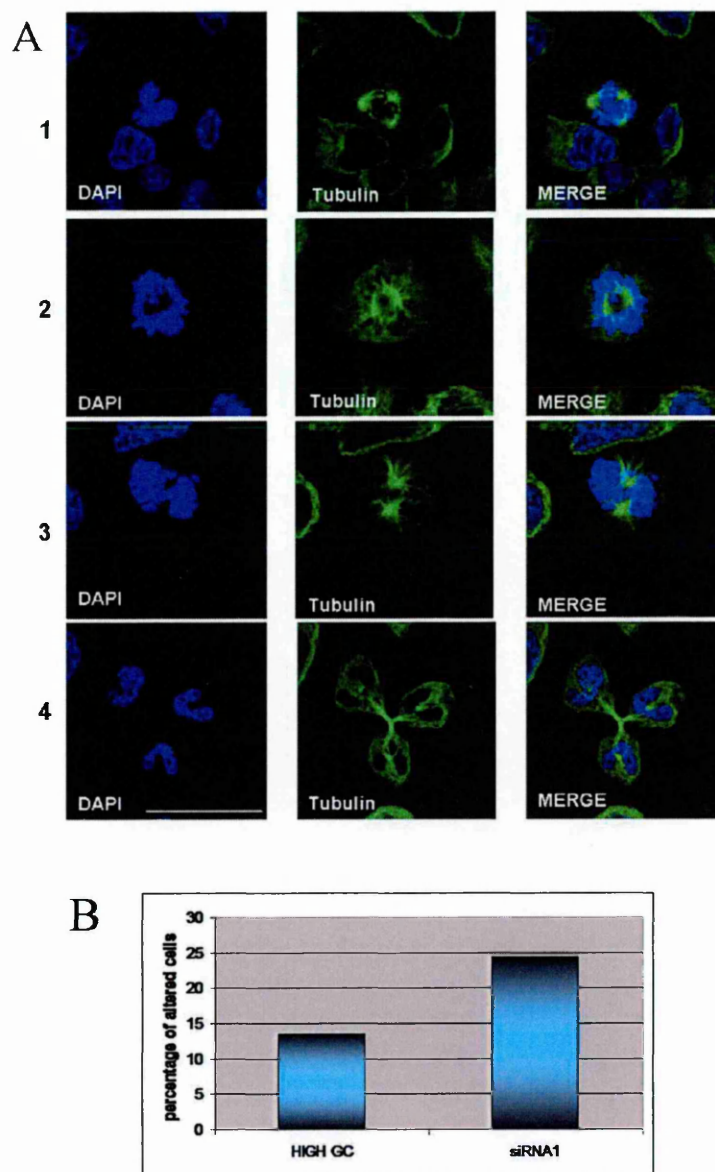 A
1
DAPI
Tubulin
MERGE
2
DAPI
Tubulin
MERGE
3
DAPI
Tubulin
MERGE
4
DAPI
Tubulin
MERGE
B
percentage of altered cells
30
25
20
15
10
5
0
HIGH GC
siRNA1